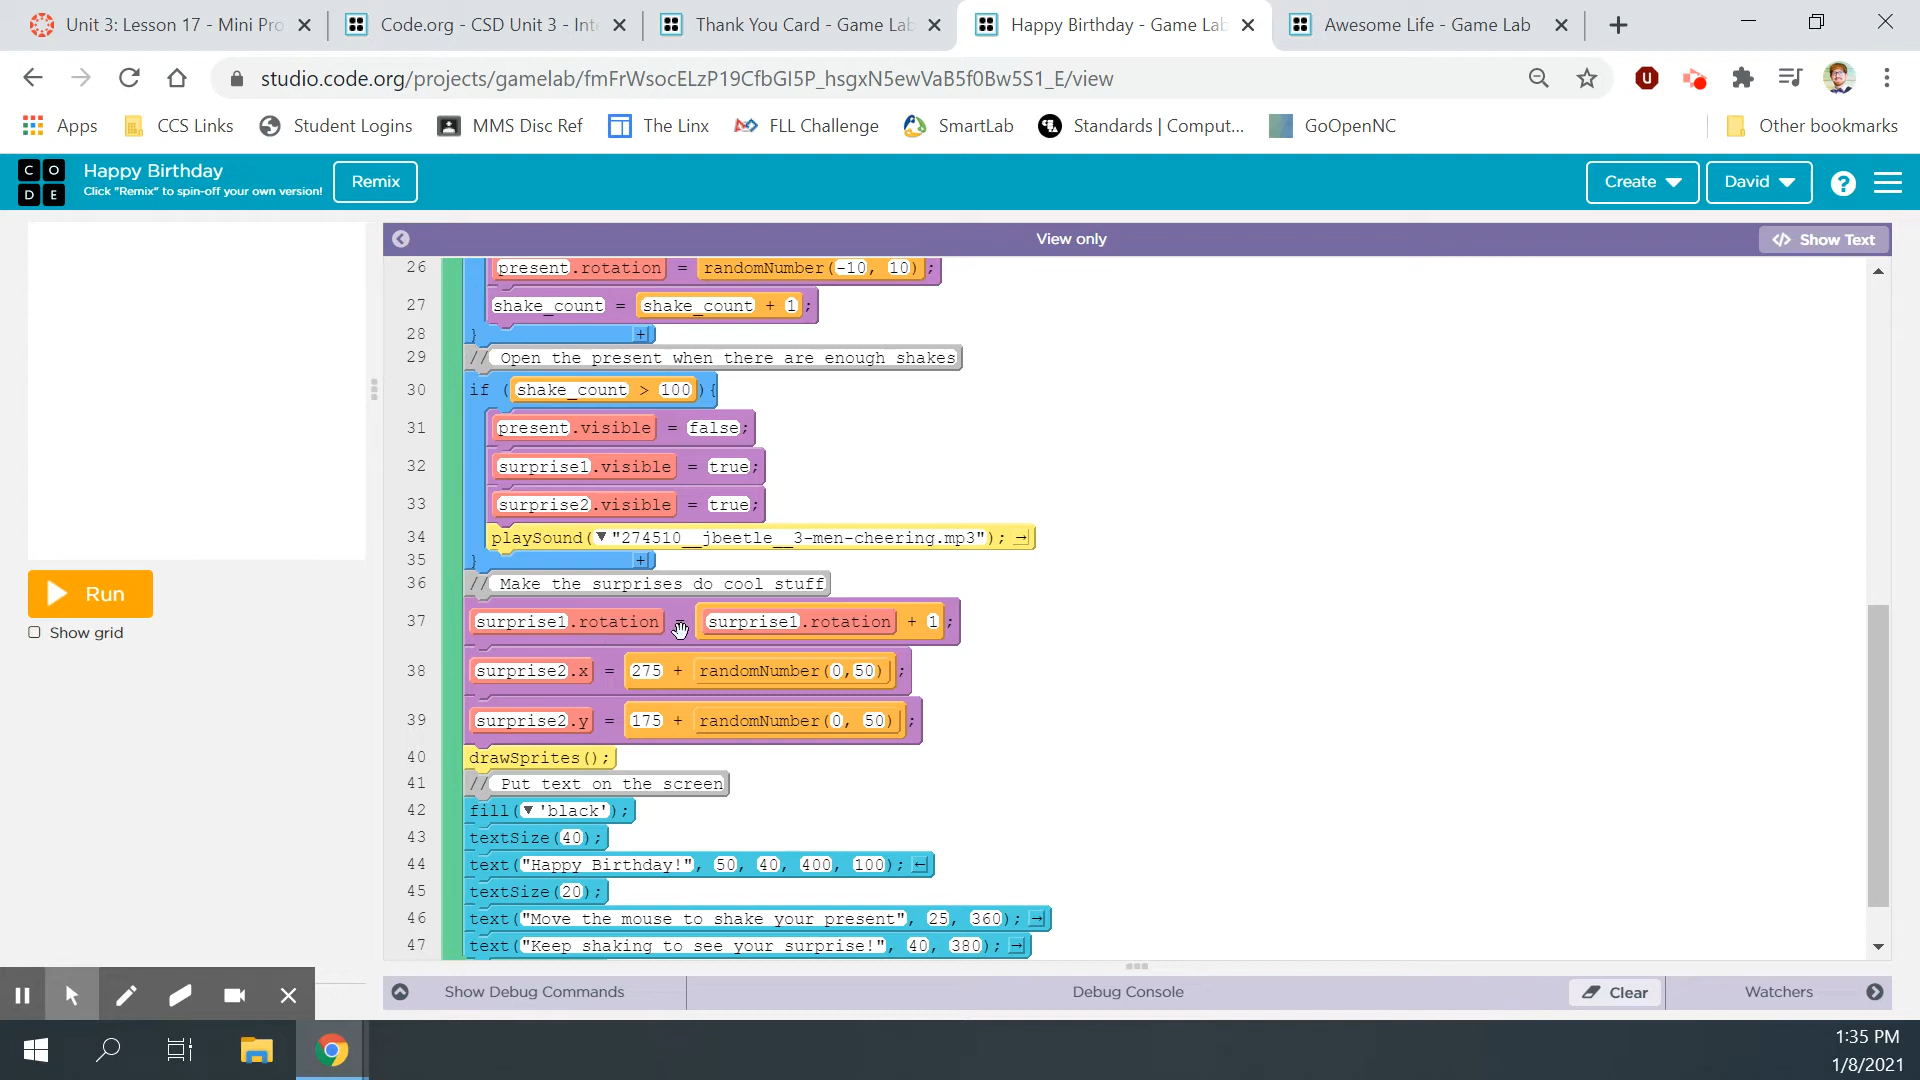 Unit 3: Lesson 17 - Mini Pro
Code.org - CSD Unit 3 - Inte
Thank You Card - Game Lab
Happy Birthday - Game Lab
Awesome Life - Game Lab
studio.code.org/projects/gamelab/fmFrWsocELzP19CfbGI5P_hsgxN5ewVaB5f0Bw5S1_E/view
Apps
CCS Links
Student Logins
MMS Disc Ref
The Linx
FLL Challenge
SmartLab
Standards | Comput...
GoOpenNC
Other bookmarks
CODE
Happy Birthday
Click "Remix" to spin-off your own version!
Remix
Create
David
?
View only
</> Show Text
26 present.rotation = randomNumber(-10, 10);
27 shake_count = shake_count + 1;
28 } +
29 // Open the present when there are enough shakes
30 if (shake_count > 100){
31 present.visible = false;
32 surprise1.visible = true;
33 surprise2.visible = true;
34 playSound(▼"274510__jbeetle__3-men-cheering.mp3"); →
35 } +
36 // Make the surprises do cool stuff
37 surprise1.rotation = surprise1.rotation + 1;
38 surprise2.x = 275 + randomNumber(0,50);
39 surprise2.y = 175 + randomNumber(0, 50);
40 drawSprites();
41 // Put text on the screen
42 fill(▼'black');
43 textSize(40);
44 text("Happy Birthday!", 50, 40, 400, 100); ←
45 textSize(20);
46 text("Move the mouse to shake your present", 25, 360); →
47 text("Keep shaking to see your surprise!", 40, 380); →
Run
Show grid
Show Debug Commands
Debug Console
Clear
Watchers
1:35 PM
1/8/2021